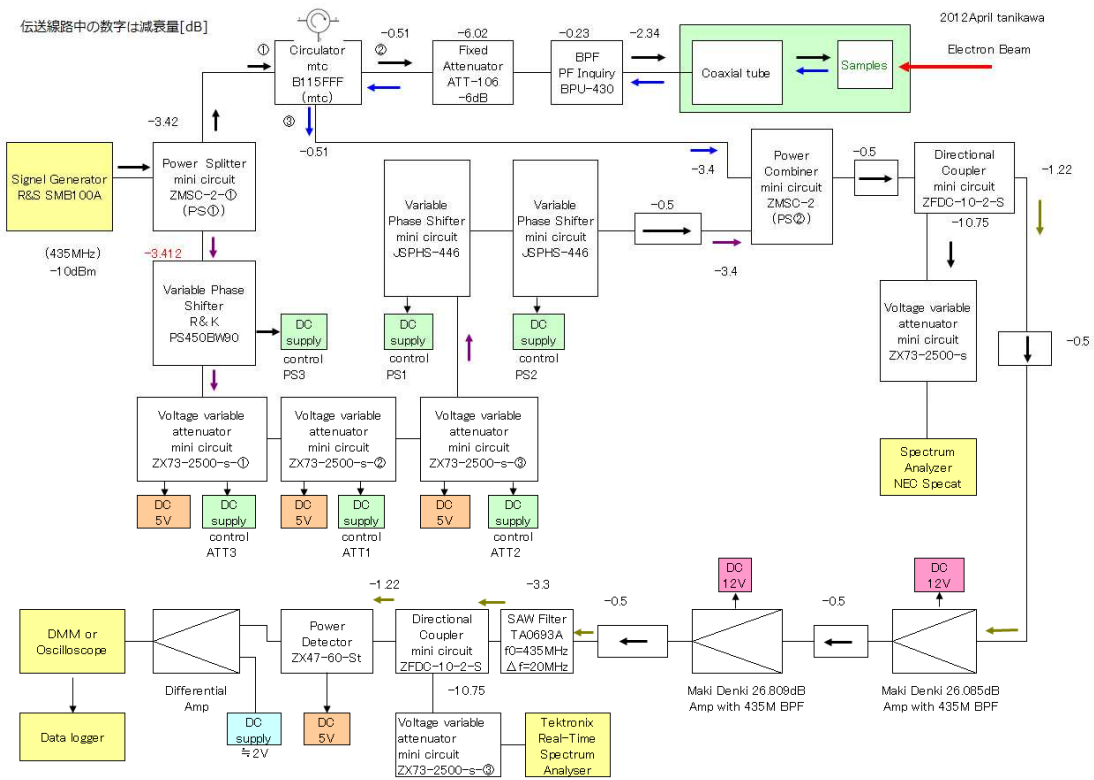 伝送線路中の数字は減衰量[dB]
2012April tanikawa
Electron Beam
①
Circulator
mtc
B115FFF
(mtc)
②
-0.51
③
-0.51
-6.02
Fixed
Attenuator
ATT-106
-6dB
-0.23
BPF
PF Inquiry
BPU-430
-2.34
Coaxial tube
Samples
-3.42
Signel Generator
R&S SMB100A
(435MHz)
-10dBm
Power Splitter
mini circuit
ZMSC-2-①
(PS①)
-3.412
Variable Phase
Shifter
R&K
PS450BW90
DC
supply
control
PS3
Variable
Phase Shifter
mini circuit
JSPHS-446
DC
supply
control
PS1
Variable
Phase Shifter
mini circuit
JSPHS-446
DC
supply
control
PS2
-0.5
-3.4
-3.4
Power
Combiner
mini circuit
ZMSC-2
(PS②)
-0.5
Directional
Coupler
mini circuit
ZFDC-10-2-S
-1.22
-10.75
Voltage variable
attenuator
mini circuit
ZX73-2500-s
-0.5
Spectrum
Analyzer
NEC Specat
Voltage variable
attenuator
mini circuit
ZX73-2500-s-①
DC
5V
DC
supply
control
ATT3
Voltage variable
attenuator
mini circuit
ZX73-2500-s-②
DC
5V
DC
supply
control
ATT1
Voltage variable
attenuator
mini circuit
ZX73-2500-s-③
DC
5V
DC
supply
control
ATT2
DC
12V
Maki Denki 26.085dB
Amp with 435M BPF
-0.5
DC
12V
Maki Denki 26.809dB
Amp with 435M BPF
-0.5
-3.3
SAW Filter
TA0693A
f0=435MHz
Δf=20MHz
Directional
Coupler
mini circuit
ZFDC-10-2-S
-1.22
-10.75
Voltage variable
attenuator
mini circuit
ZX73-2500-s-③
Tektronix
Real-Time
Spectrum
Analyser
Power
Detector
ZX47-60-St
DC
5V
Differential
Amp
DC
supply
≒2V
DMM or
Oscilloscope
Data logger